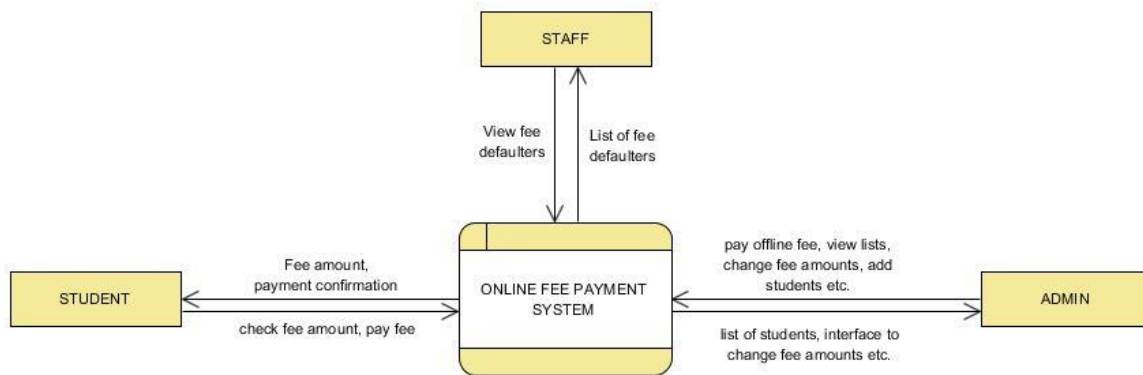 STAFF
View fee
defaulters
List of fee
defaulters
Fee amount,
payment confirmation
STUDENT
check fee amount, pay fee
ONLINE FEE PAYMENT
SYSTEM
pay offline fee, view lists,
change fee amounts, add
students etc.
ADMIN
list of students, interface to
change fee amounts etc.